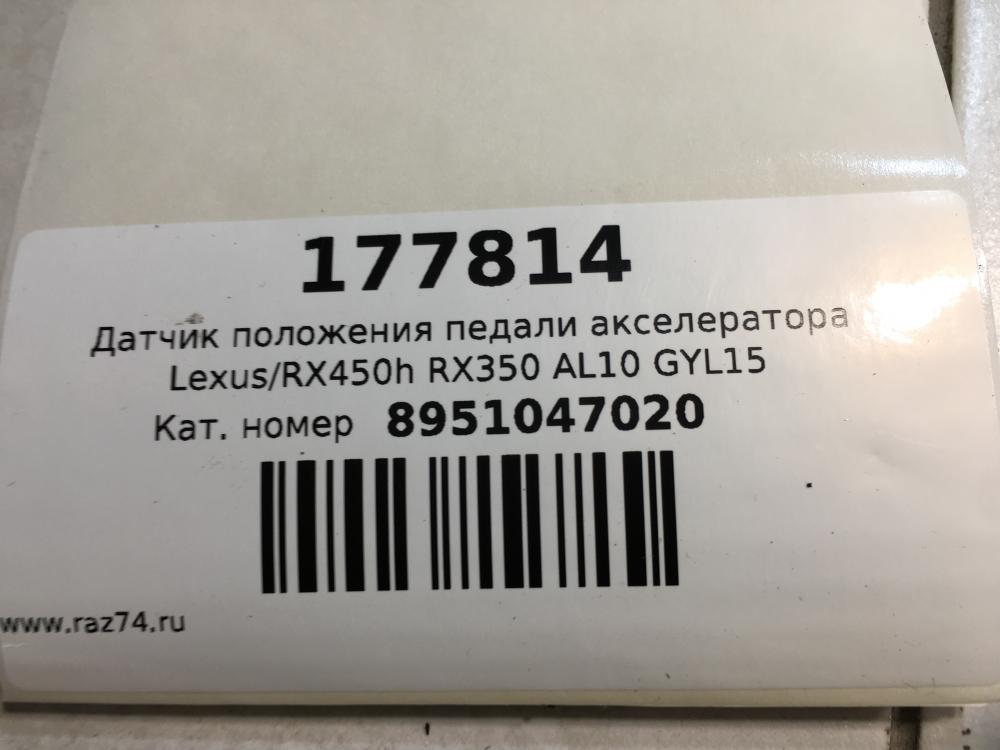 177814
Датчик положения педали акселератора
Lexus/RX450h RX350 AL10 GYL15
Кат. номер 8951047020
www.raz74.ru